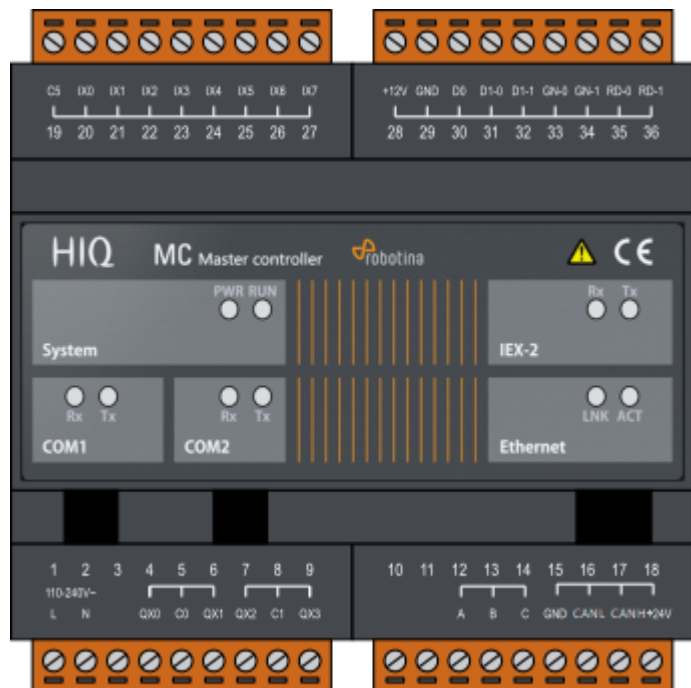 C5 IX0 IX1 IX2 IX3 IX4 IX5 IX6 IX7 +12V GND D0 D1-0 D1-1 GN-0 GN-1 RD-0 RD-1
19 20 21 22 23 24 25 26 27 28 29 30 31 32 33 34 35 36
HIQ MC Master controller robotina CE
PWR RUN Rx Tx
System IEX-2
Rx Tx Rx Tx LNK ACT
COM1 COM2 Ethernet
1 2 3 4 5 6 7 8 9 10 11 12 13 14 15 16 17 18
110-240V~
L N QX0 C0 QX1 QX2 C1 QX3 A B C GND CANL CANH +24V